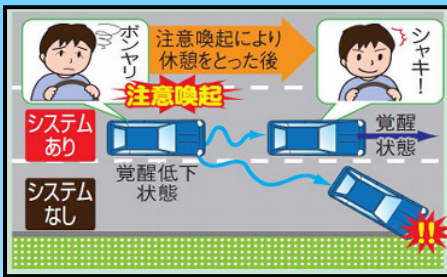 ボンヤリ
注意喚起により
休憩をとった後
シャキ!
注意喚起
システム
あり
覚醒低下
状態
覚醒
状態
システム
なし
!!